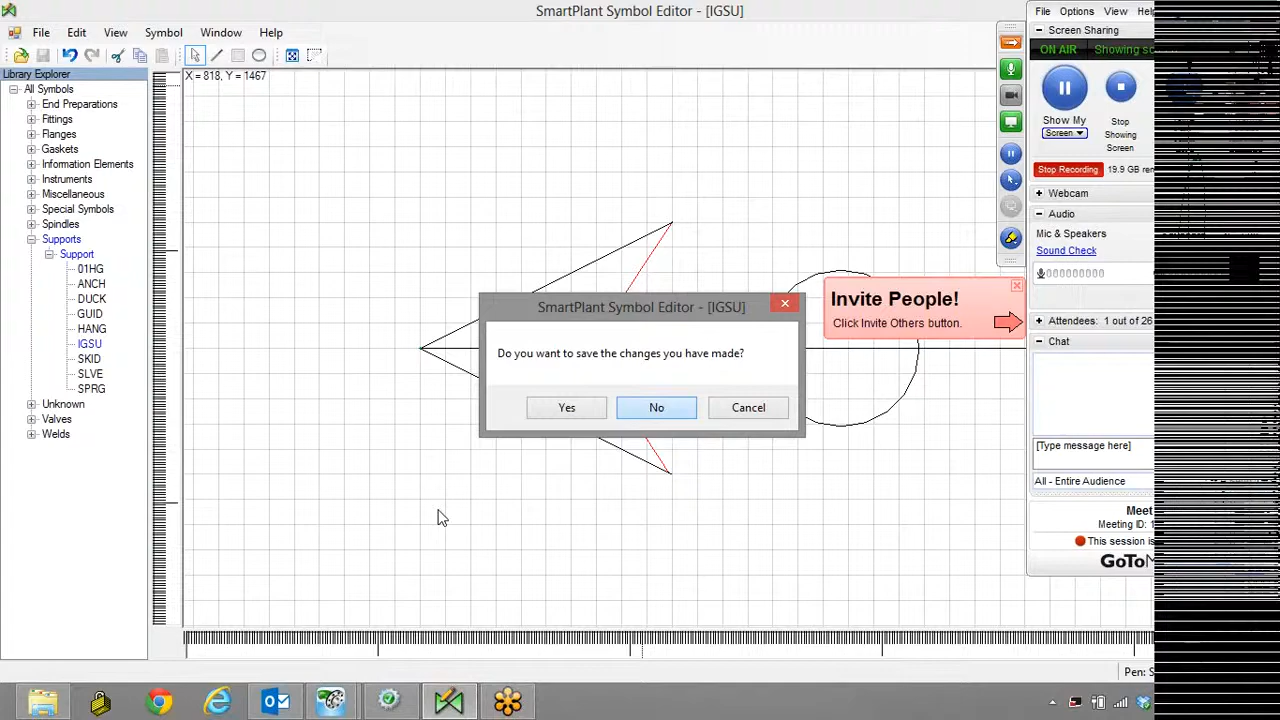 SmartPlant Symbol Editor - [IGSU]
File Edit View Symbol Window Help
Library Explorer
X = 818, Y = 1467
All Symbols
End Preparations
Fittings
Flanges
Gaskets
Information Elements
Instruments
Miscellaneous
Special Symbols
Spindles
Supports
Support
01HG
ANCH
DUCK
GUID
HANG
IGSU
SKID
SLVE
SPRG
Unknown
Valves
Welds
SmartPlant Symbol Editor - [IGSU]
Do you want to save the changes you have made?
Yes No Cancel
Invite People!
Click Invite Others button.
File Options View
Screen Sharing
ON AIR Showing
Show My
Screen
Stop
Showing
Screen
Stop Recording 19.9 GB
Webcam
Audio
Mic & Speakers
Sound Check
000000000
Attendees: 1 out of 26
Chat
[Type message here]
All - Entire Audience
Meeting ID:
This session
Pen: